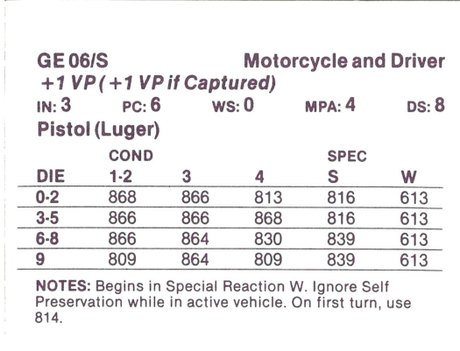 GE 06/S Motorcycle and Driver
+1 VP ( +1 VP if Captured)
IN: 3 PC: 6 WS: 0 MPA: 4 DS: 8
Pistol (Luger)
COND SPEC
DIE 1-2 3 4 S W
0-2 868 866 813 816 613
3-5 866 866 868 816 613
6-8 866 864 830 839 613
9 809 864 809 839 613
NOTES: Begins in Special Reaction W. Ignore Self
Preservation while in active vehicle. On first turn, use
814.